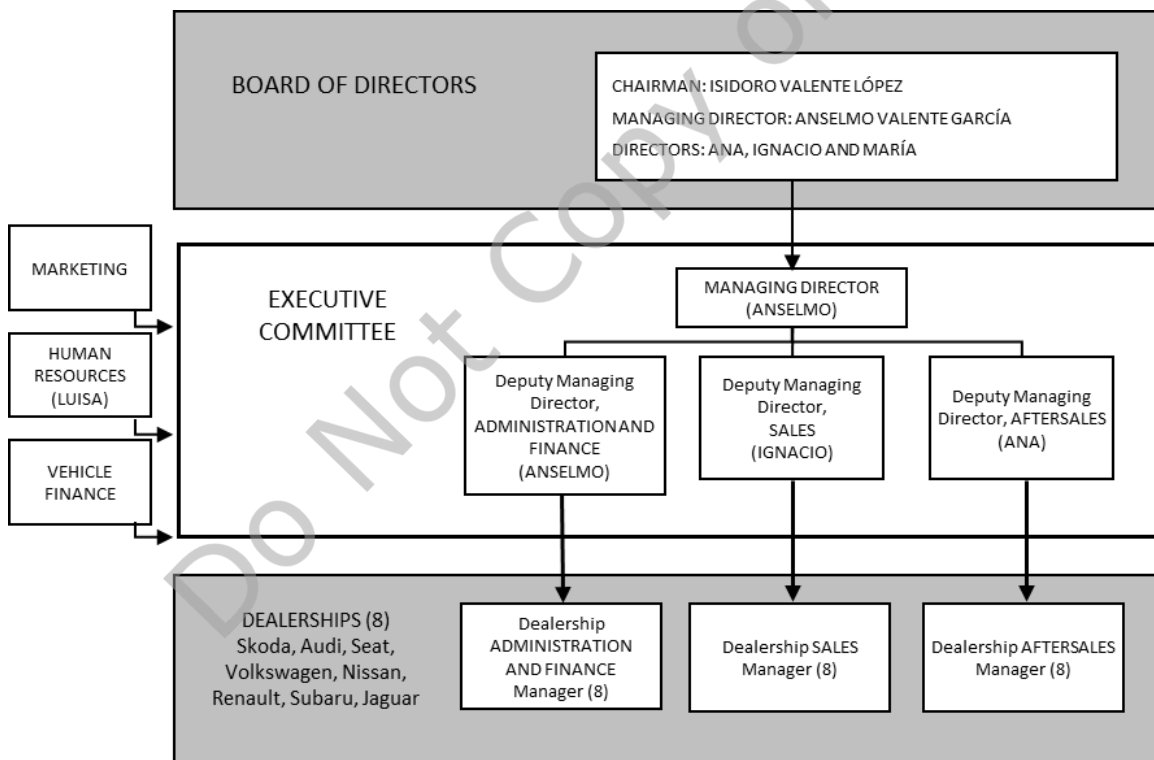 BOARD OF DIRECTORS
CHAIRMAN: ISIDORO VALENTE LÓPEZ
MANAGING DIRECTOR: ANSELMO VALENTE GARCÍA
DIRECTORS: ANA, IGNACIO AND MARÍA
MARKETING
HUMAN
RESOURCES
(LUISA)
VEHICLE
FINANCE
EXECUTIVE
COMMITTEE
MANAGING DIRECTOR
(ANSELMO)
Deputy Managing
Director,
ADMINISTRATION AND
FINANCE
(ANSELMO)
Deputy Managing
Director,
SALES
(IGNACIO)
Deputy Managing
Director, AFTERSALES
(ANA)
DEALERSHIPS (8)
Skoda, Audi, Seat,
Volkswagen, Nissan,
Renault, Subaru, Jaguar
Dealership
ADMINISTRATION
AND FINANCE
Manager (8)
Dealership SALES
Manager (8)
Dealership AFTERSALES
Manager (8)
Do Not Copy